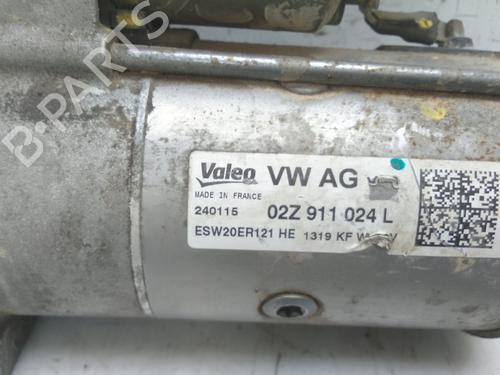 B-PARTS
Valeo VW AG
MADE IN FRANCE
240115 02Z 911 024 L
ESW20ER121 HE 1319 KF